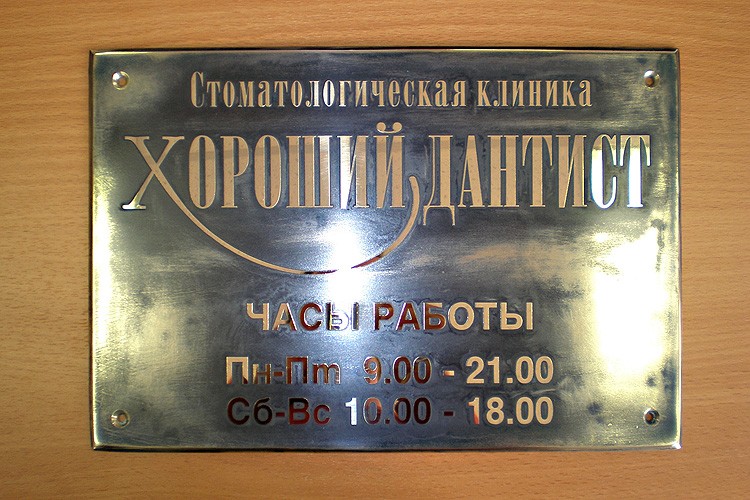 Стоматологическая клиника
Хороший дантист
ЧАСЫ РАБОТЫ
Пн-Пт 9.00 - 21.00
Сб-Вс 10.00 - 18.00